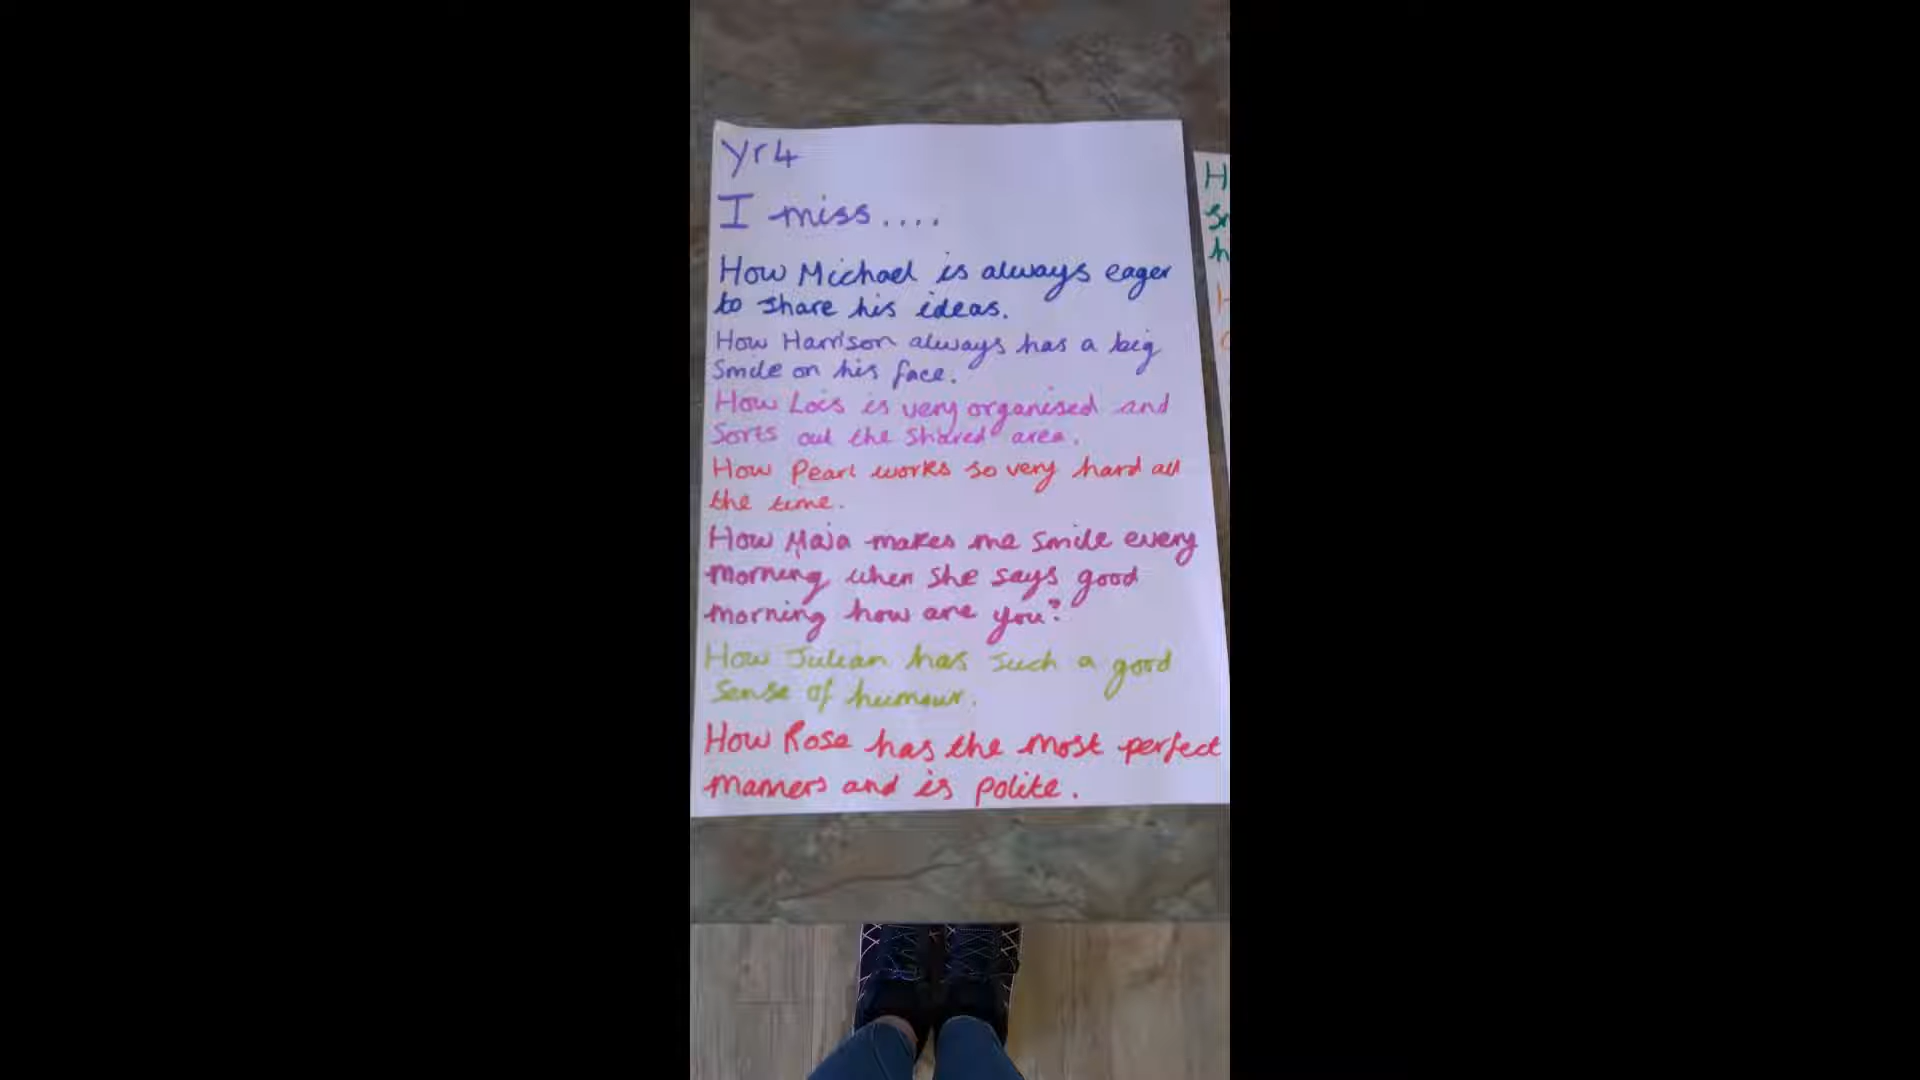 Yr4
I miss....
How Michael is always eager
to share his ideas.
How Harrison always has a big
smile on his face.
How Lois is very organised and
sorts out the shared area.
How Pearl works so very hard all
the time.
How Maja makes me smile every
morning when she says good
morning how are you?
How Julian has such a good
sense of humour.
How Rose has the most perfect
manners and is polite.